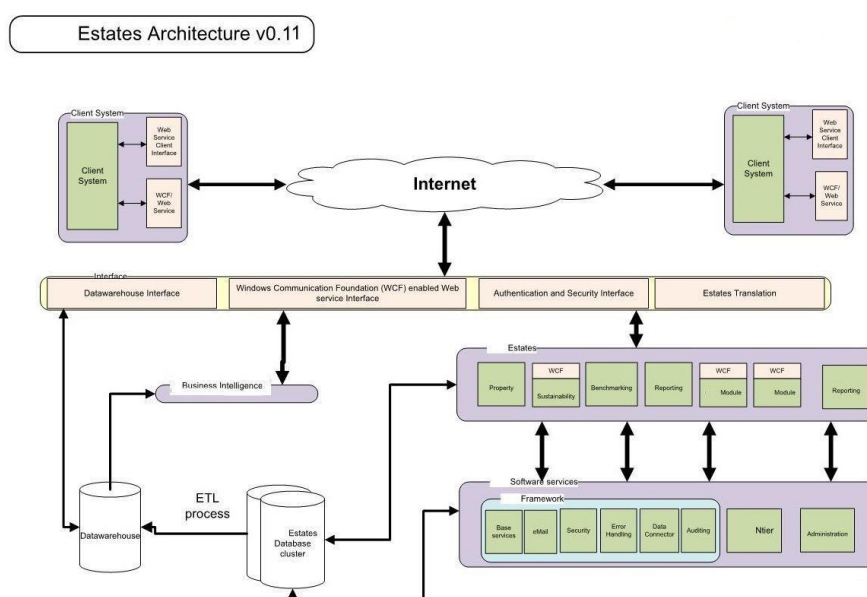 Estates Architecture v0.11
Client System
Client
System
Web
Service
Client
Interface
WCF/
Web
Service
Internet
Client System
Client
System
Web
Service
Client
Interface
WCF/
Web
Service
Interface
Datawarehouse Interface
Windows Communication Foundation (WCF) enabled Web
service Interface
Authentication and Security Interface
Estates Translation
Business Intelligence
Estates
Property
WCF
Sustainability
Benchmarking
Reporting
WCF
Module
WCF
Module
Reporting
Software services
Framework
Base
services
eMail
Security
Error
Handling
Data
Connector
Auditing
Ntier
Administration
Datawarehouse
ETL
process
Estates
Database
cluster